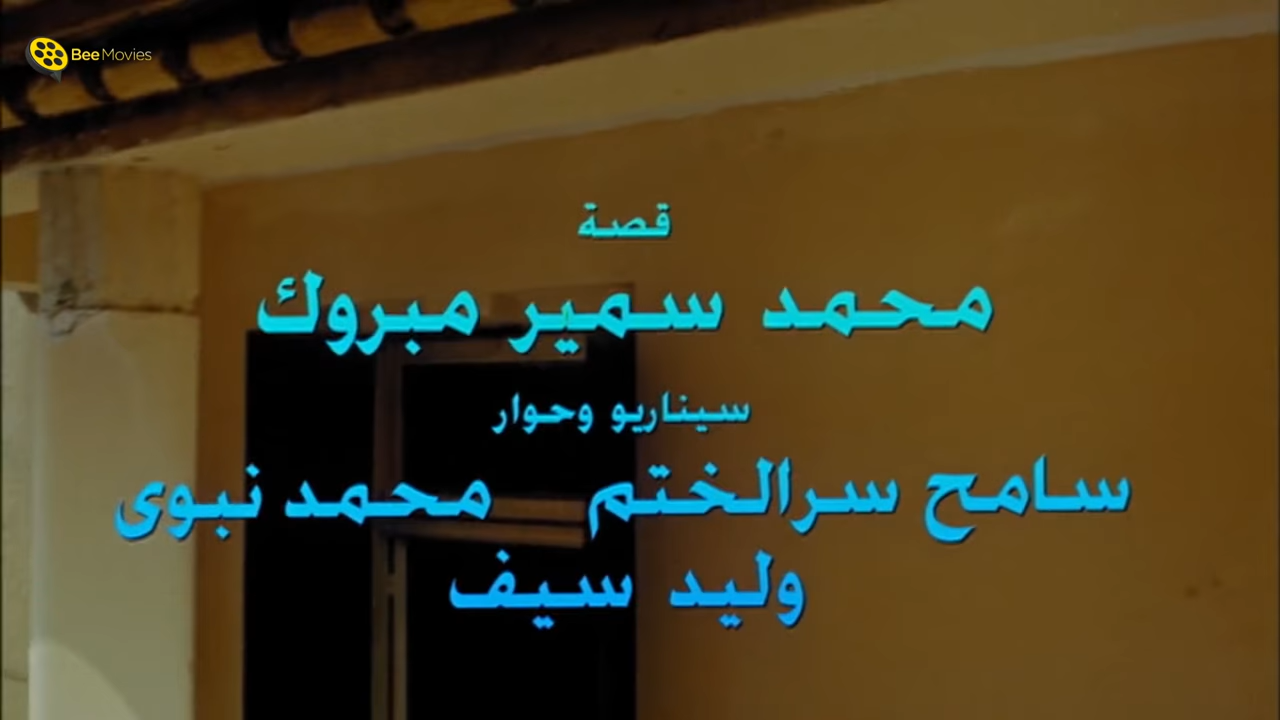 BeeMovies
قصة
محمد سمير مبروك
سيناريو وحوار
سامح سرالختم محمد نبوى
وليد سيف